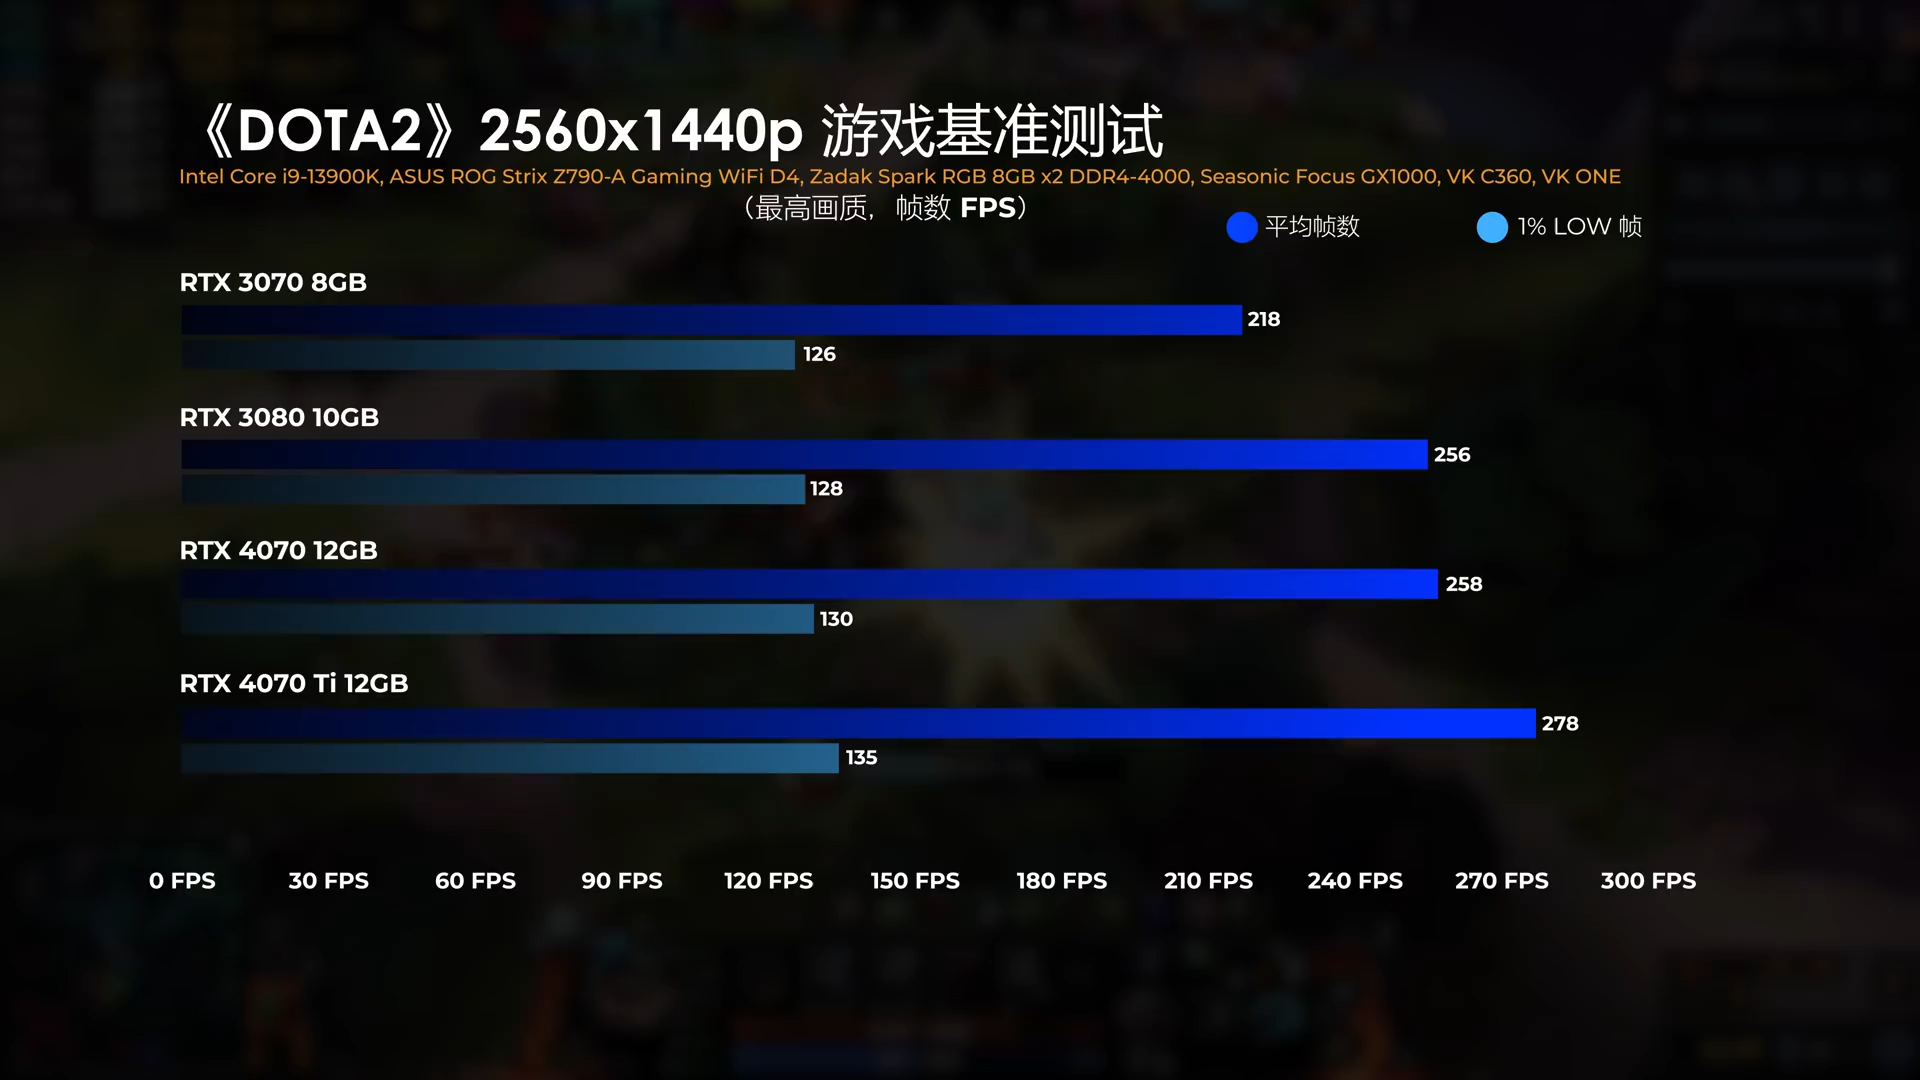 《DOTA2》2560x1440p 游戏基准测试
Intel Core i9-13900K, ASUS ROG Strix Z790-A Gaming WiFi D4, Zadak Spark RGB 8GB x2 DDR4-4000, Seasonic Focus GX1000, VK C360, VK ONE
（最高画质，帧数 FPS）
平均帧数
1% LOW 帧
RTX 3070 8GB
218
126
RTX 3080 10GB
256
128
RTX 4070 12GB
258
130
RTX 4070 Ti 12GB
278
135
0 FPS 30 FPS 60 FPS 90 FPS 120 FPS 150 FPS 180 FPS 210 FPS 240 FPS 270 FPS 300 FPS